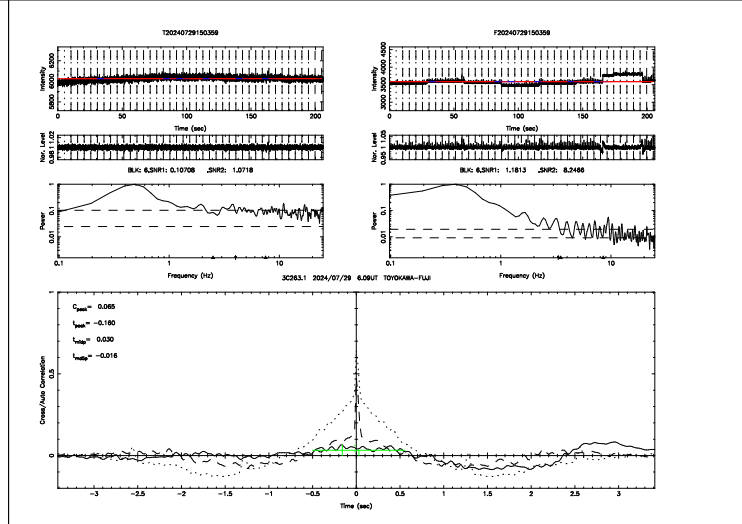 T20240729150359
F20240729150359
Intensity
5800 6000 6200
0 50 100 150 200
Time (sec)
Intensity
3000 3500 4000 4500
0 50 100 150 200
Time (sec)
Nor. Level
0.98 1 1.02
Nor. Level
0.95 1 1.05
BLK: 6,SNR1: 0.10708 ,SNR2: 1.0718
BLK: 6,SNR1: 1.1813 ,SNR2: 8.2466
Power
1
0.1
0.01
0.1 1 10
Frequency (Hz)
Power
1
0.1
0.01
0.1 1 10
Frequency (Hz)
3C263.1 2024/07/29 6.09UT TOYOKAWA-FUJI
Cpeak= 0.065
tpeak= -0.160
tmidp= 0.030
Cross/Auto Correlation
1
0.5
0
-3 -2.5 -2 -1.5 -1 -0.5 0 0.5 1 1.5 2 2.5 3
Time (sec)